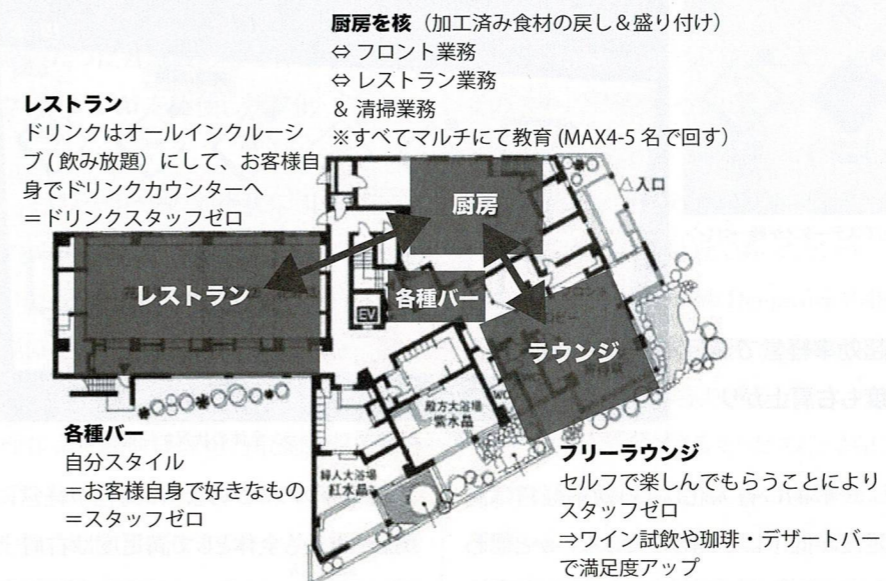 厨房を核（加工済み食材の戻し＆盛り付け）
⇔ フロント業務
⇔ レストラン業務
＆ 清掃業務
※すべてマルチにて教育 (MAX4-5 名で回す）
レストラン
ドリンクはオールインクルーシ
ブ ( 飲み放題）にして、お客様自
身でドリンクカウンターへ
＝ドリンクスタッフゼロ
△入口
厨房
レストラン
各種バー
EV
フロント
ロビー
ラウンジ
WC
WC
殿方大浴場
紫水晶
婦人大浴場
紅水晶
各種バー
自分スタイル
＝お客様自身で好きなもの
＝スタッフゼロ
フリーラウンジ
セルフで楽しんでもらうことにより
スタッフゼロ
⇒ワイン試飲や珈琲・デザートバー
で満足度アップ